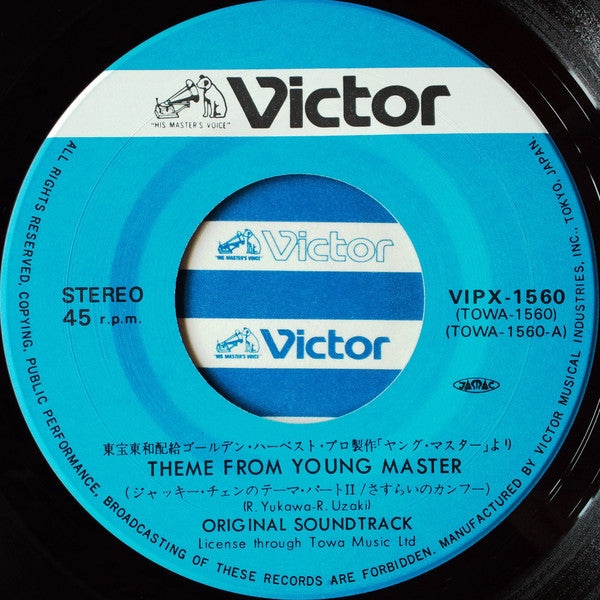 "HIS MASTER'S VOICE"
Victor
STEREO
45 r.p.m.
"HIS MASTER'S VOICE"
Victor
"HIS MASTER'S VOICE"
Victor
VIPX-1560
(TOWA-1560)
(TOWA-1560-A)
JASRAC
東宝東和配給ゴールデン・ハーベスト・プロ製作「ヤング・マスター」より
THEME FROM YOUNG MASTER
(ジャッキー・チェンのテーマ・パートII/さすらいのカンフー)
(R. Yukawa-R. Uzaki)
ORIGINAL SOUNDTRACK
License through Towa Music Ltd
ALL RIGHTS RESERVED, COPYING, PUBLIC PERFORMANCE, BROADCASTING OF THESE RECORDS ARE FORBIDDEN. MANUFACTURED BY VICTOR MUSICAL INDUSTRIES, INC., TOKYO, JAPAN.